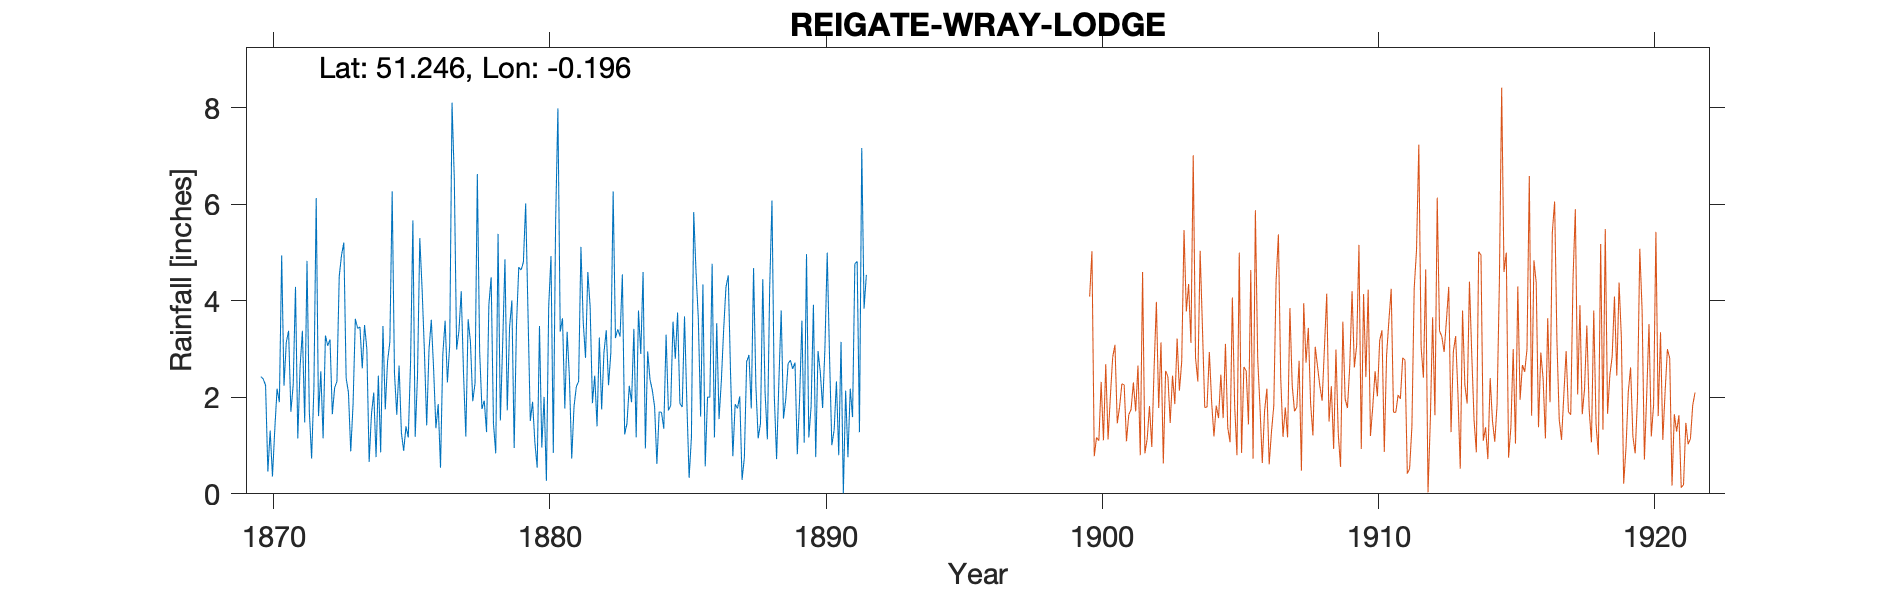 REIGATE-WRAY-LODGE
Lat: 51.246, Lon: -0.196
Rainfall [inches]
8
6
4
2
0
1870 1880 1890 1900 1910 1920
Year